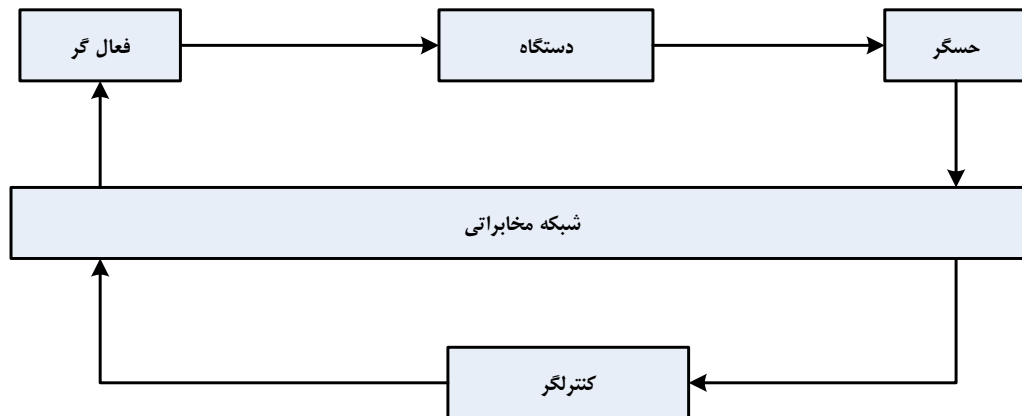 حسگر
دستگاه
فعال گر
شبکه مخابراتی
کنترلگر